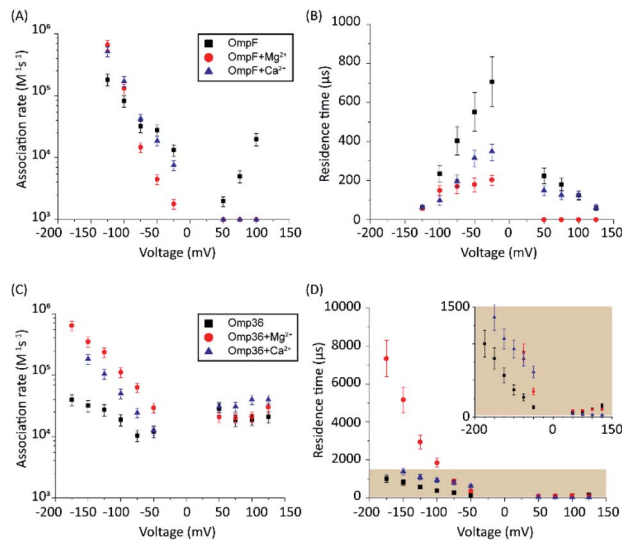 (A)
Association rate (M⁻¹s⁻¹)
10⁶
10⁵
10⁴
10³
OmpF
OmpF+Mg²⁺
OmpF+Ca²⁺
-200 -150 -100 -50 0 50 100 150
Voltage (mV)
(B)
Residence time (µs)
1000
800
600
400
200
0
-200 -150 -100 -50 0 50 100 150
Voltage (mV)
(C)
Association rate (M⁻¹s⁻¹)
10⁶
10⁵
10⁴
10³
Omp36
Omp36+Mg²⁺
Omp36+Ca²⁺
-200 -150 -100 -50 0 50 100 150
Voltage (mV)
(D)
Residence time (µs)
10000
8000
6000
4000
2000
0
1500
0
-200 0 150
-200 -150 -100 -50 0 50 100 150
Voltage (mV)